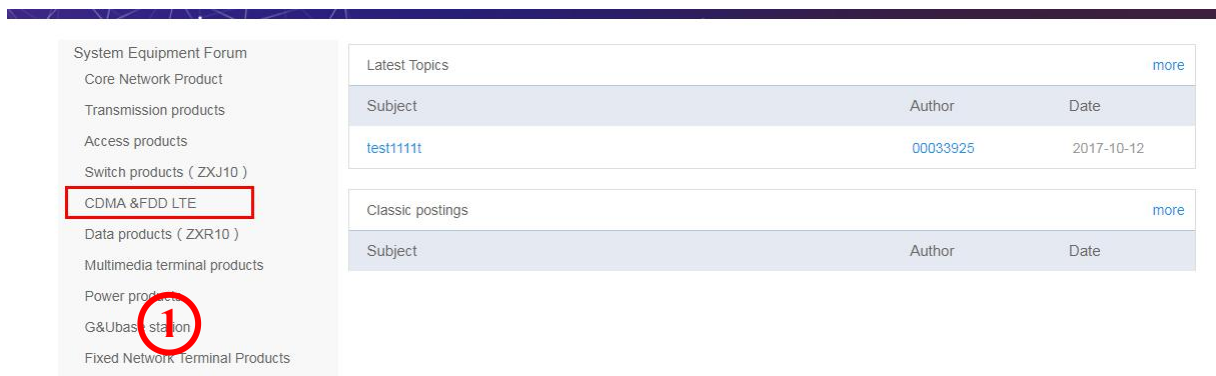 System Equipment Forum
Core Network Product
Transmission products
Access products
Switch products ( ZXJ10 )
CDMA &FDD LTE
Data products ( ZXR10 )
Multimedia terminal products
Power products
G&Ubase station
Fixed Network Terminal Products
1
Latest Topics more
Subject Author Date
test1111t 00033925 2017-10-12
Classic postings more
Subject Author Date